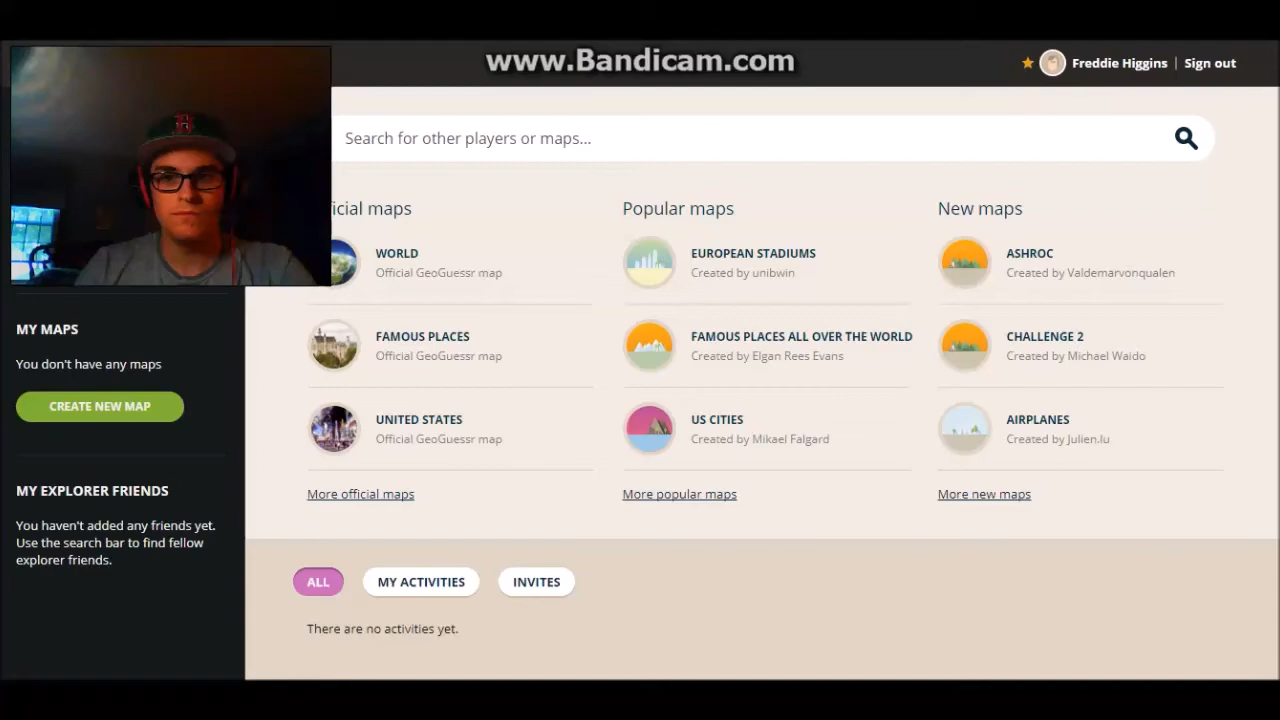 www.Bandicam.com
Freddie Higgins | Sign out
H
Search for other players or maps...
ficial maps
WORLD
Official GeoGuessr map
FAMOUS PLACES
Official GeoGuessr map
UNITED STATES
Official GeoGuessr map
More official maps
Popular maps
EUROPEAN STADIUMS
Created by unibwin
FAMOUS PLACES ALL OVER THE WORLD
Created by Elgan Rees Evans
US CITIES
Created by Mikael Falgard
More popular maps
New maps
ASHROC
Created by Valdemarvonqualen
CHALLENGE 2
Created by Michael Waido
AIRPLANES
Created by Julien.lu
More new maps
MY MAPS
You don't have any maps
CREATE NEW MAP
MY EXPLORER FRIENDS
You haven't added any friends yet.
Use the search bar to find fellow
explorer friends.
ALL
MY ACTIVITIES
INVITES
There are no activities yet.